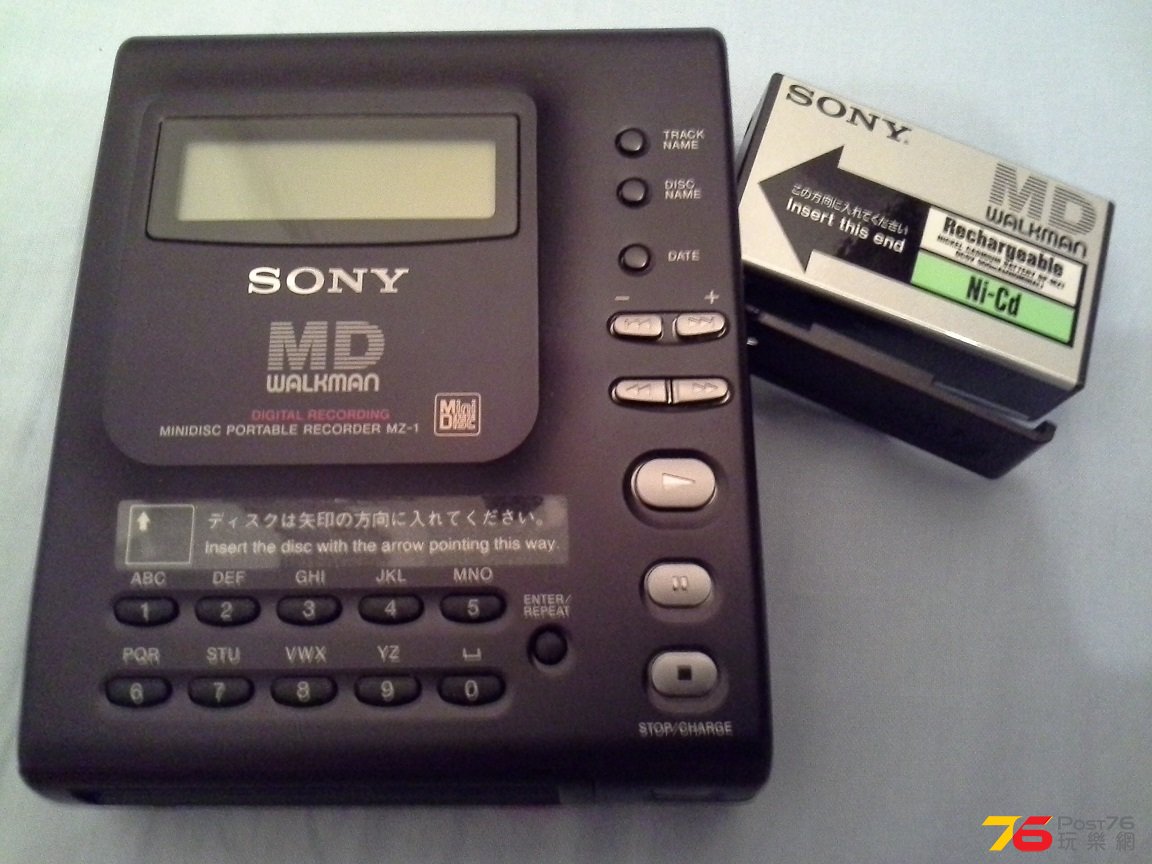 TRACK
NAME
DISC
NAME
DATE
− +
SONY
MD
WALKMAN
DIGITAL RECORDING
MINIDISC PORTABLE RECORDER MZ-1
Mini
Disc
ディスクは矢印の方向に入れてください。
Insert the disc with the arrow pointing this way.
ABC DEF GHI JKL MNO
1 2 3 4 5
ENTER/
REPEAT
PQR STU VWX YZ
6 7 8 9 0
STOP/CHARGE
SONY
MD
WALKMAN
この方向に入れてください
Insert this end
Rechargeable
NICKEL CADMIUM BATTERY
Ni-Cd
76 Post76
玩樂網